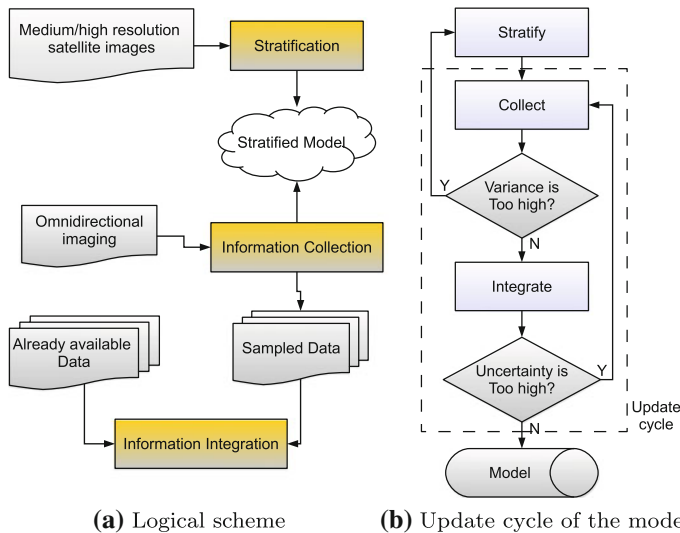 Medium/high resolution
satellite images
Stratification
Stratified Model
Omnidirectional
imaging
Information Collection
Already available
Data
Sampled Data
Information Integration
(a) Logical scheme
Stratify
Collect
Y
Variance is
Too high?
N
Integrate
Uncertainty is
Too high?
Y
Update
cycle
N
Model
(b) Update cycle of the mode